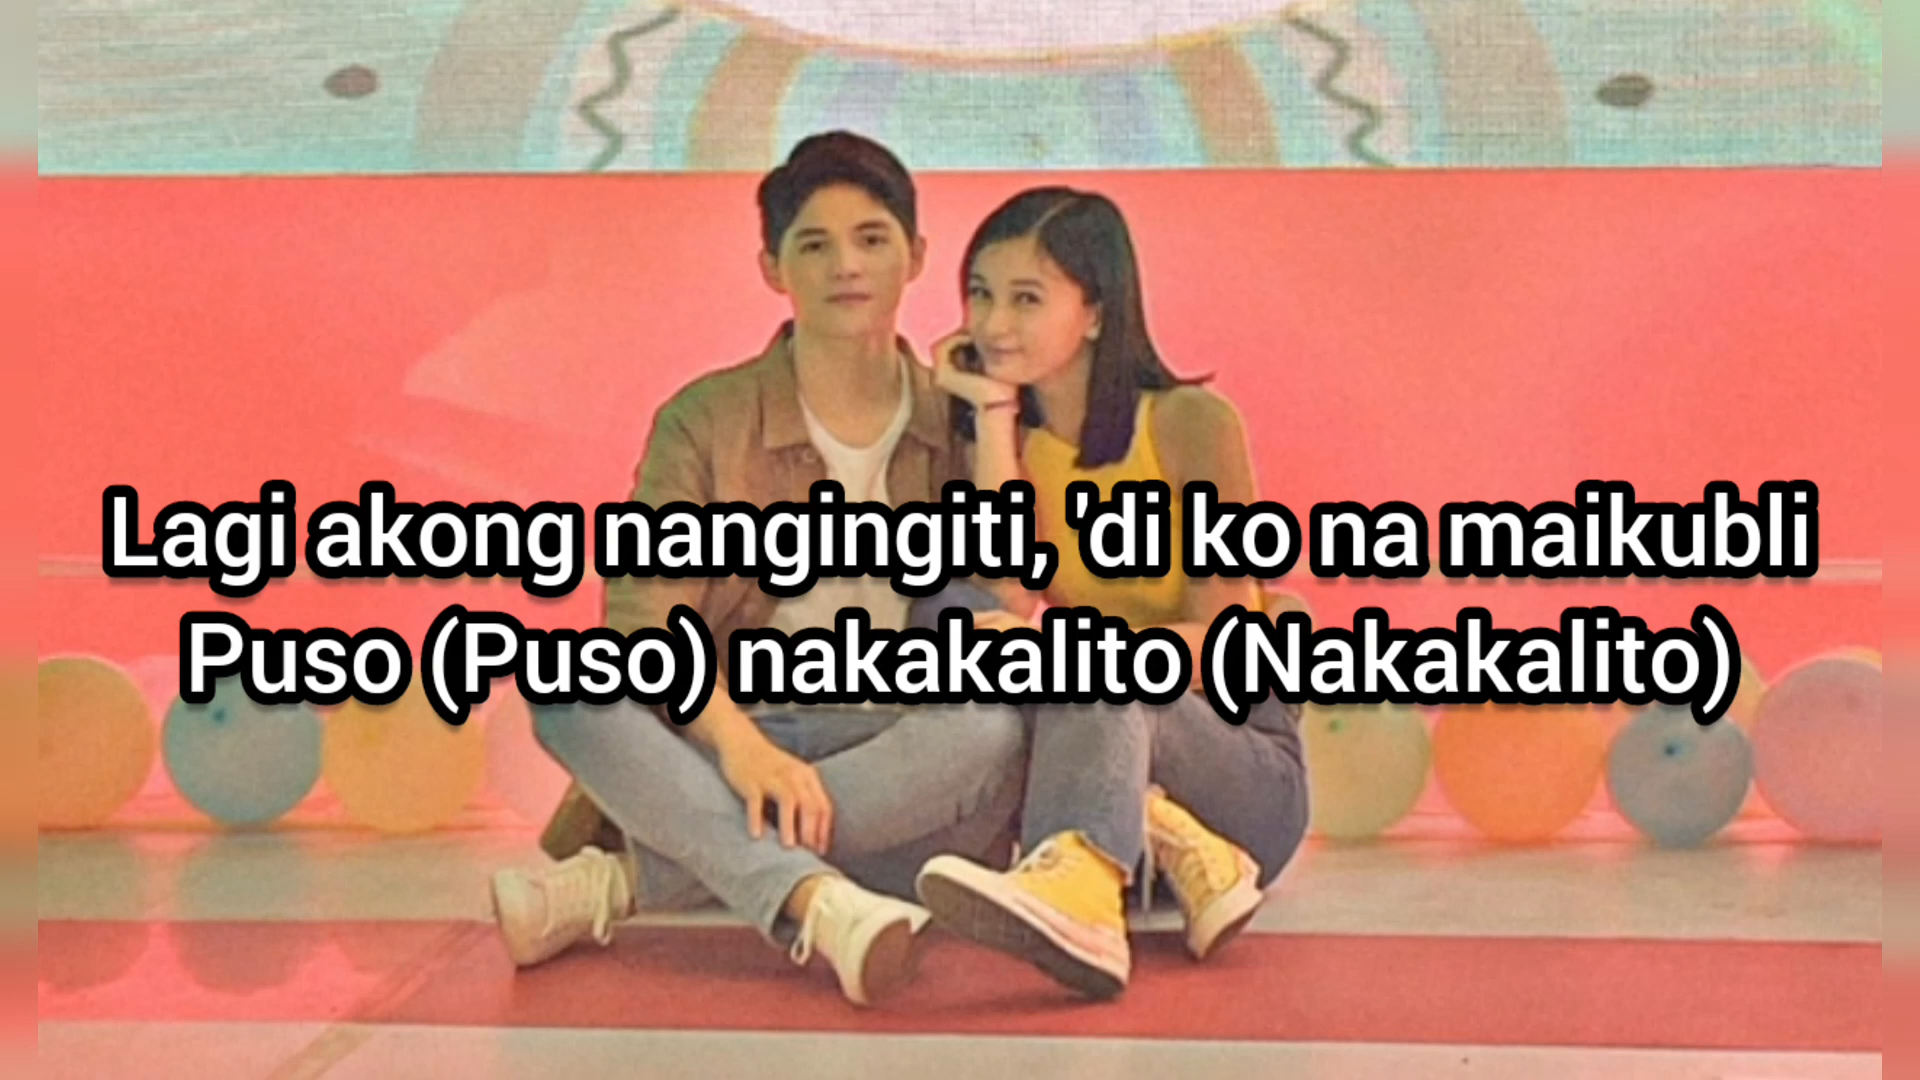 Lagi akong nangingiti, 'di ko na maikubli
Puso (Puso) nakakalito (Nakakalito)